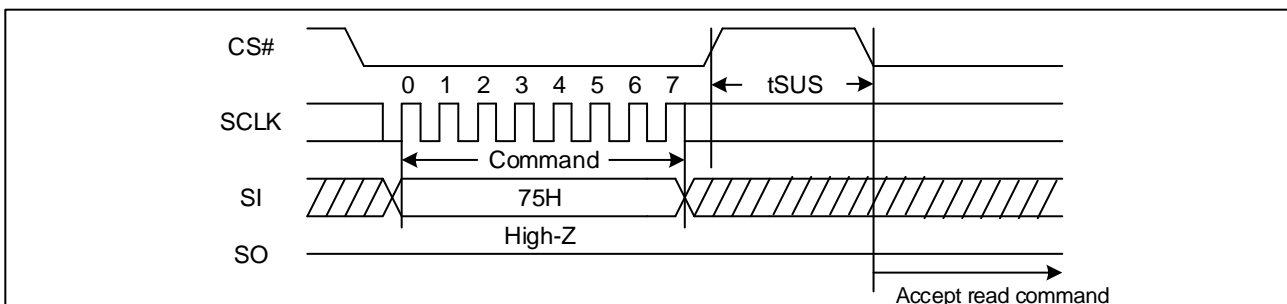 CS#
tSUS
0 1 2 3 4 5 6 7
SCLK
Command
SI
75H
High-Z
SO
Accept read command